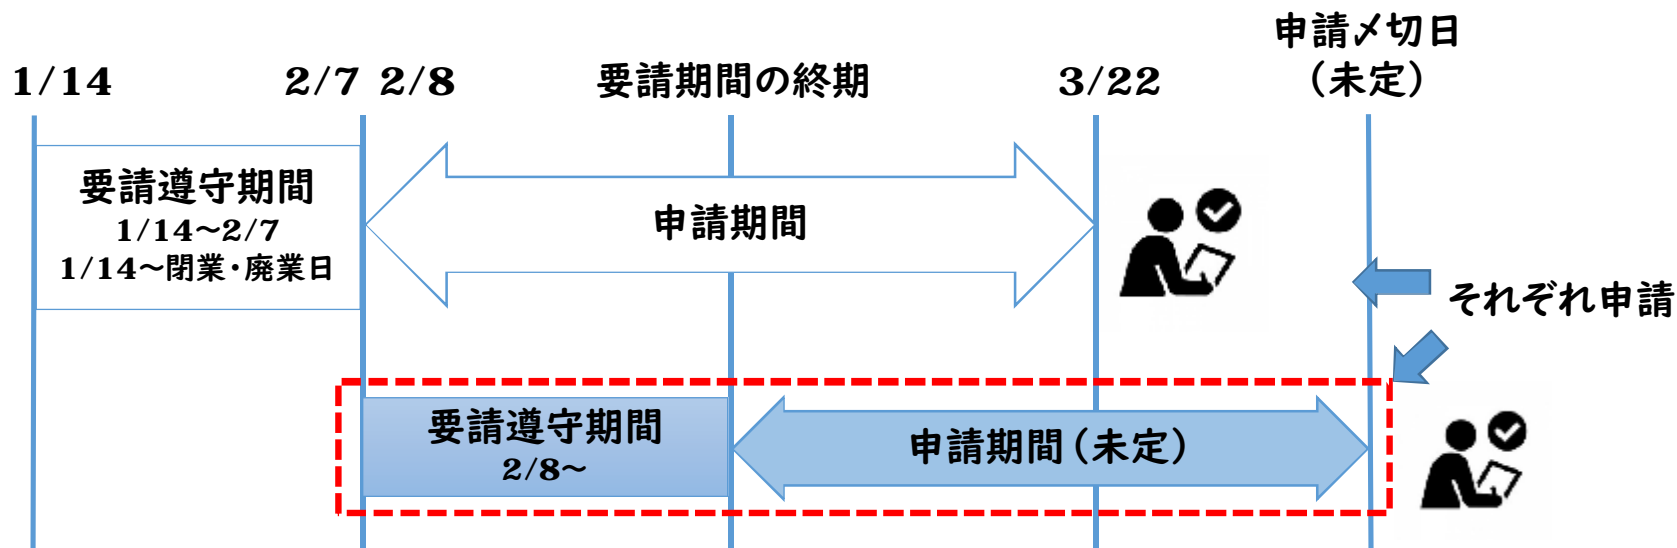 申請〆切日
1/14 2/7 2/8 要請期間の終期 3/22 (未定)
要請遵守期間
1/14~2/7
1/14~閉業・廃業日
申請期間
それぞれ申請
要請遵守期間
2/8~
申請期間(未定)